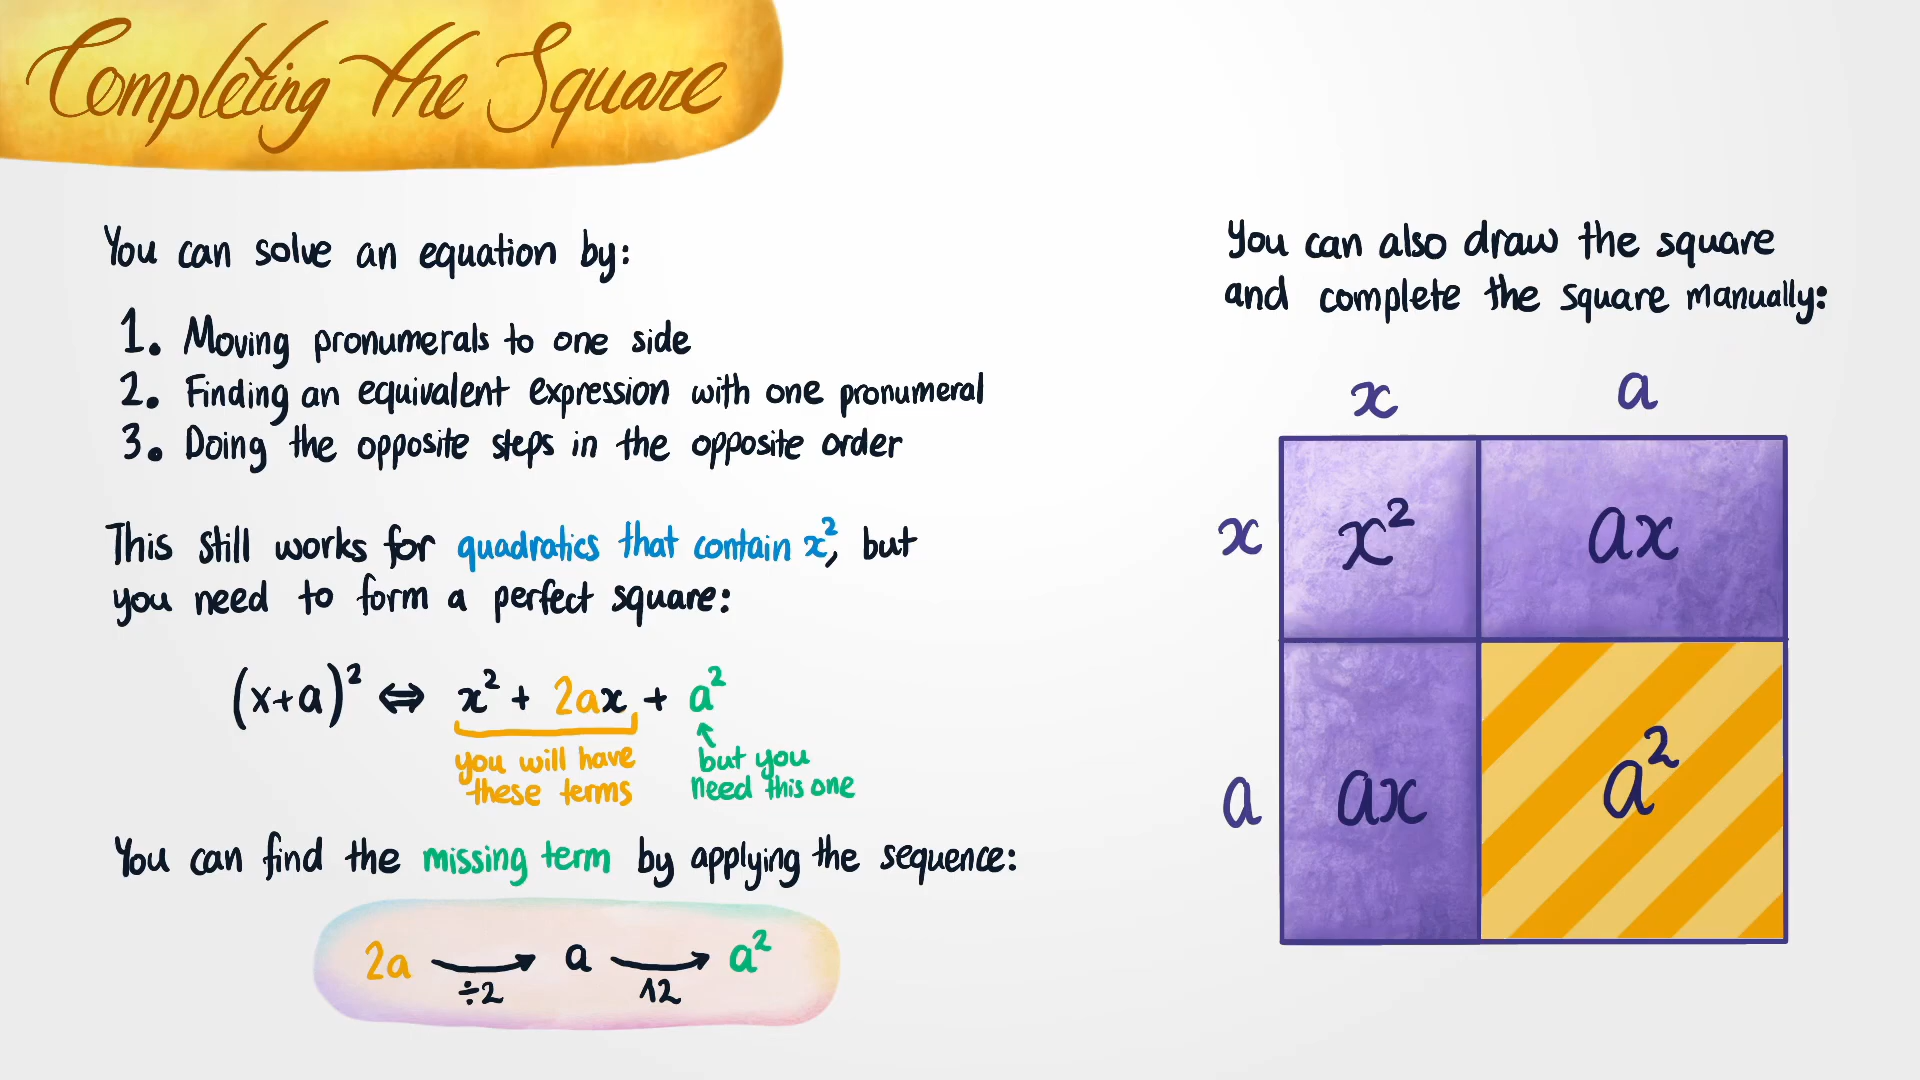 Completing the Square
You can solve an equation by:
1. Moving pronumerals to one side
2. Finding an equivalent expression with one pronumeral
3. Doing the opposite steps in the opposite order
This still works for quadratics that contain x², but
you need to form a perfect square:
(x+a)² ⇔ x² + 2ax + a²
you will have
these terms
but you
need this one
You can find the missing term by applying the sequence:
2a → a → a²
÷2 ^2
You can also draw the square
and complete the square manually:
x a
x x² ax
a ax a²